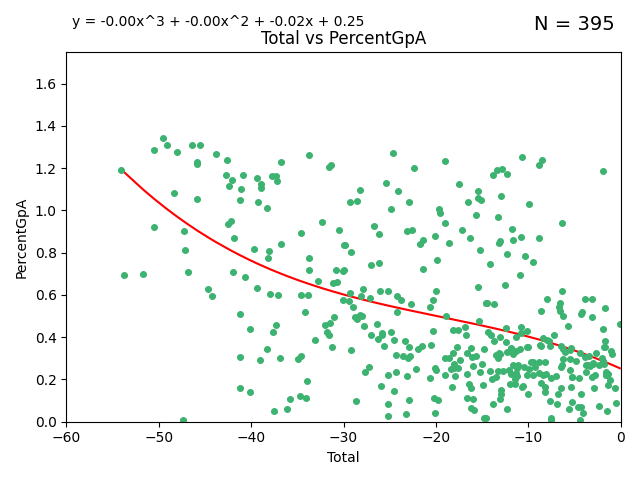 y = -0.00x^3 + -0.00x^2 + -0.02x + 0.25
N = 395
Total vs PercentGpA
1.6
1.4
1.2
1.0
0.8
0.6
0.4
0.2
0.0
PercentGpA
−60 −50 −40 −30 −20 −10 0
Total